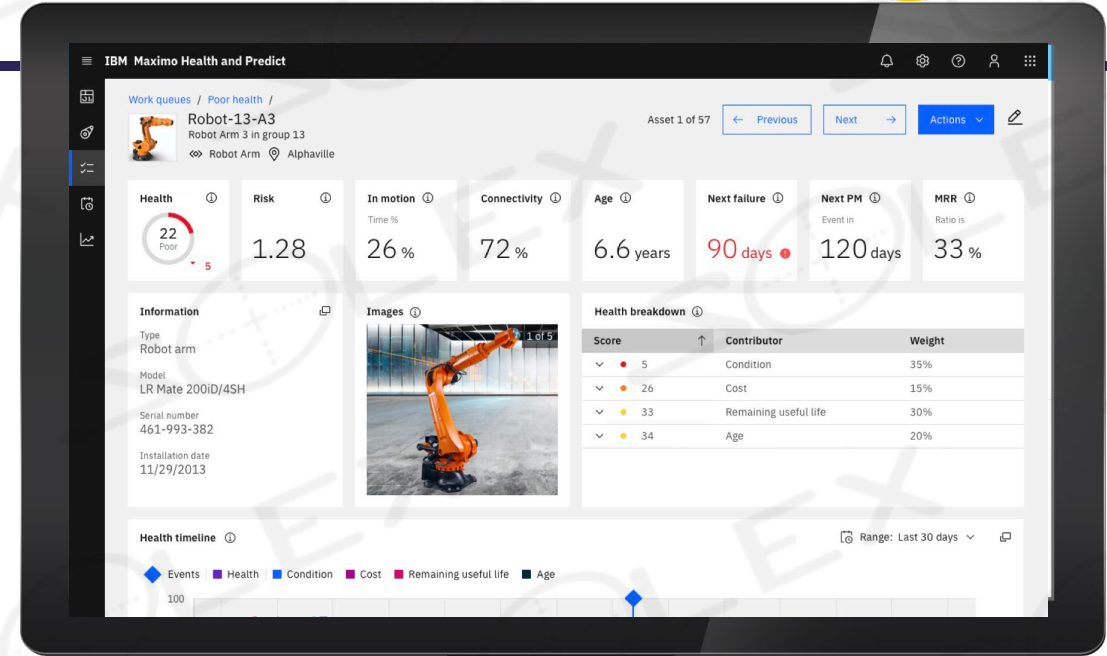 IBM Maximo Health and Predict
Work queues / Poor health /
Robot-13-A3
Robot Arm 3 in group 13
Robot Arm Alphaville
Asset 1 of 57
← Previous
Next →
Actions
Health
22
Poor
5
Risk
1.28
In motion
Time %
26 %
Connectivity
72 %
Age
6.6 years
Next failure
90 days
Next PM
Event in
120 days
MRR
Ratio is
33 %
Information
Type
Robot arm
Model
LR Mate 200iD/4SH
Serial number
461-993-382
Installation date
11/29/2013
Images
1 of 5
Health breakdown
Score ↑ Contributor Weight
5 Condition 35%
26 Cost 15%
33 Remaining useful life 30%
34 Age 20%
Health timeline
Range: Last 30 days
Events Health Condition Cost Remaining useful life Age
100
SOLEX
SOLEX
SOLEX